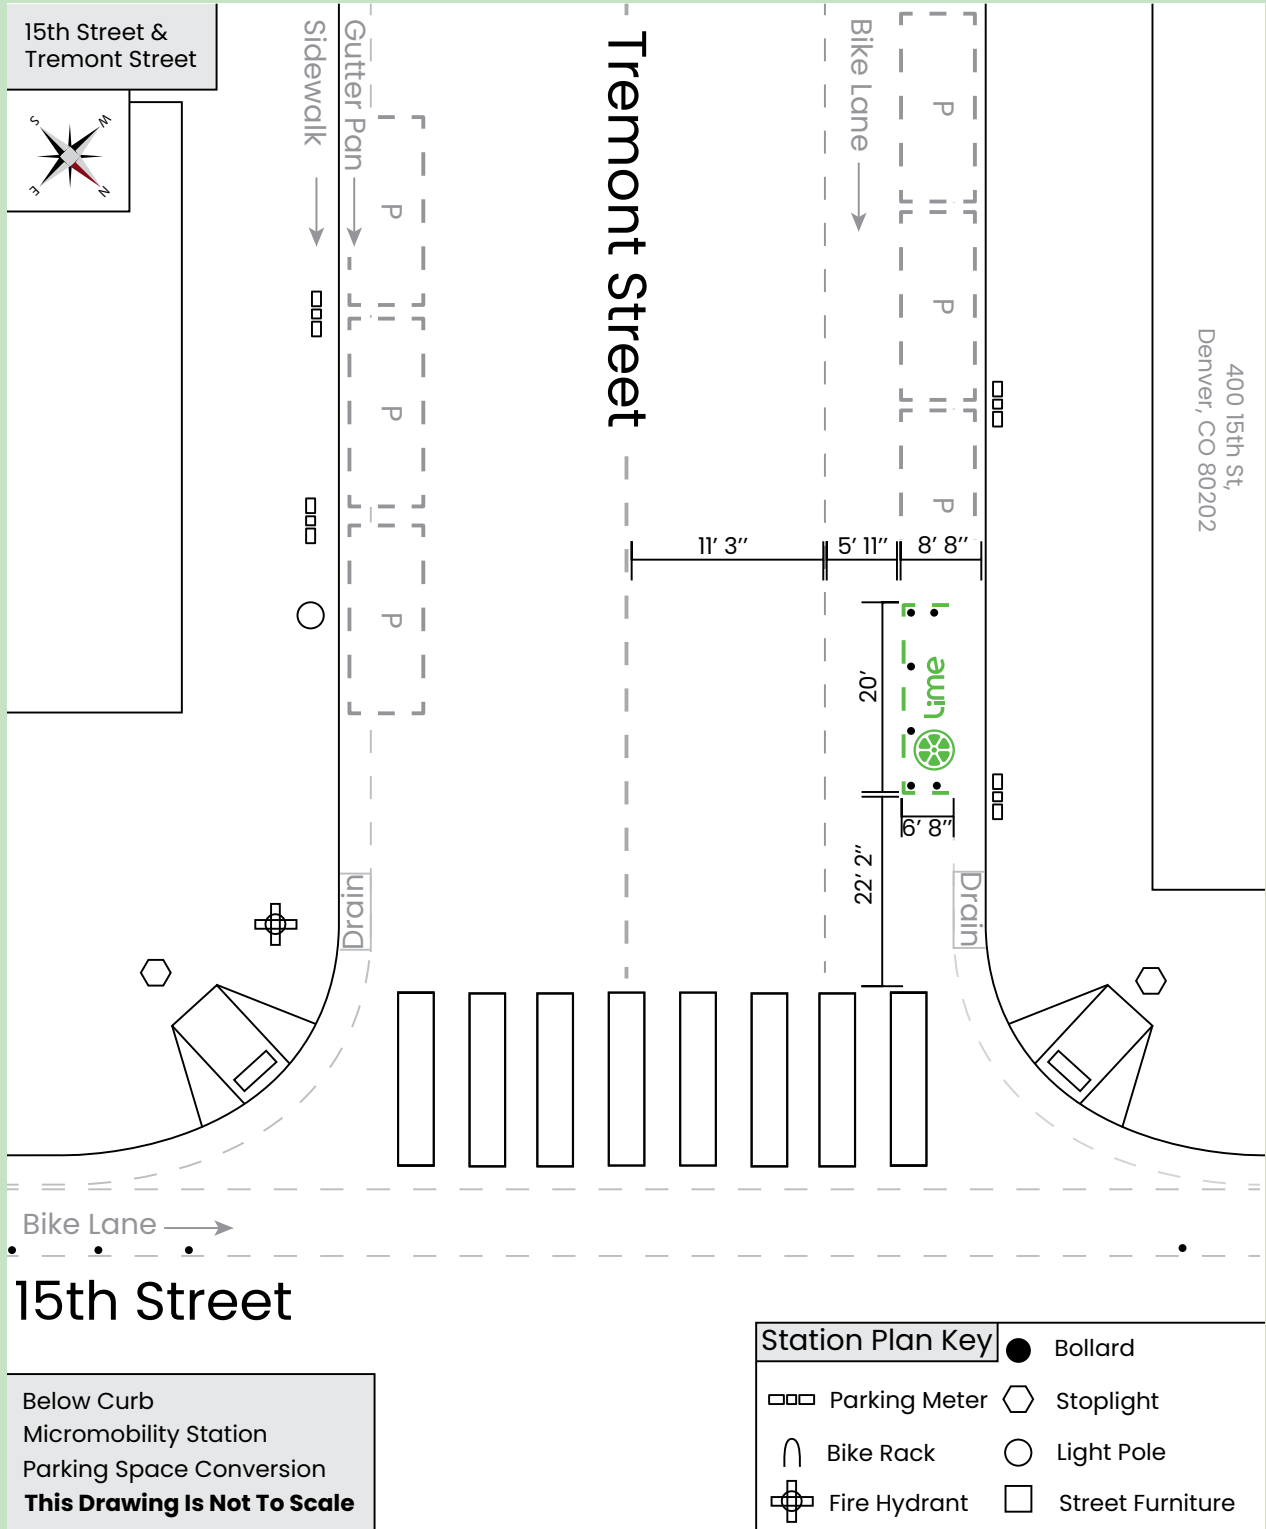 15th Street &
Tremont Street
S
W
E
N
Sidewalk
Gutter Pan
Tremont Street
Bike Lane
P
P
P
P
P
P
400 15th St,
Denver, CO 80202
11’ 3’’
5’ 11’’
8’ 8’’
20’
Lime
6’ 8’’
22’ 2’’
Drain
Drain
Bike Lane
15th Street
Below Curb
Micromobility Station
Parking Space Conversion
This Drawing Is Not To Scale
Station Plan Key
Bollard
Parking Meter
Stoplight
Bike Rack
Light Pole
Fire Hydrant
Street Furniture